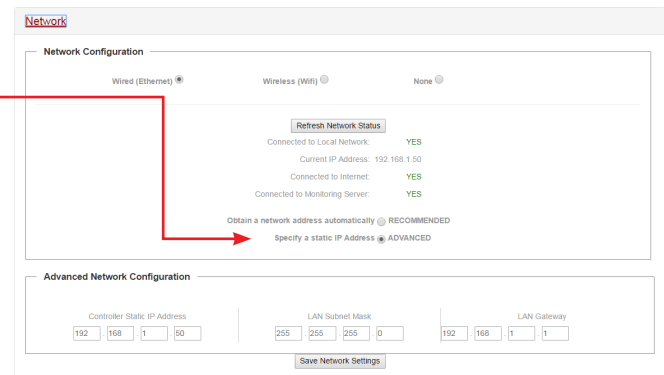 Network
Network Configuration
Wired (Ethernet) Wireless (Wifi) None
Refresh Network Status
Connected to Local Network: YES
Current IP Address: 192.168.1.50
Connected to Internet: YES
Connected to Monitoring Server: YES
Obtain a network address automatically RECOMMENDED
Specify a static IP Address ADVANCED
Advanced Network Configuration
Controller Static IP Address LAN Subnet Mask LAN Gateway
192 . 168 . 1 . 50 255 . 255 . 255 . 0 192 . 168 . 1 . 1
Save Network Settings